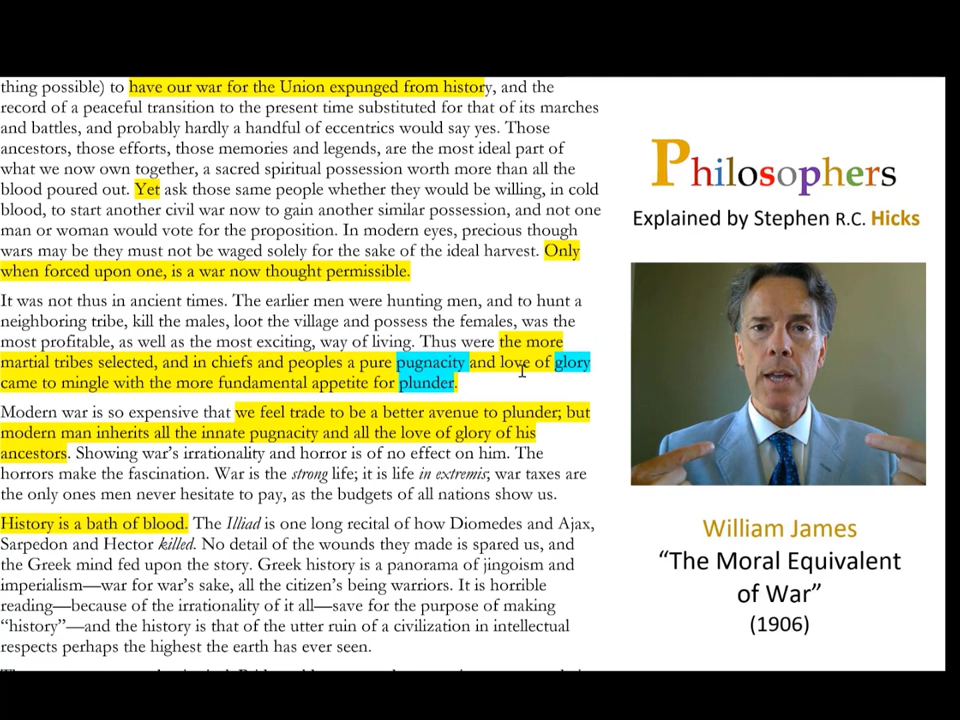 thing possible) to have our war for the Union expunged from history, and the
record of a peaceful transition to the present time substituted for that of its marches
and battles, and probably hardly a handful of eccentrics would say yes. Those
ancestors, those efforts, those memories and legends, are the most ideal part of
what we now own together, a sacred spiritual possession worth more than all the
blood poured out. Yet ask those same people whether they would be willing, in cold
blood, to start another civil war now to gain another similar possession, and not one
man or woman would vote for the proposition. In modern eyes, precious though
wars may be they must not be waged solely for the sake of the ideal harvest. Only
when forced upon one, is a war now thought permissible.
It was not thus in ancient times. The earlier men were hunting men, and to hunt a
neighboring tribe, kill the males, loot the village and possess the females, was the
most profitable, as well as the most exciting, way of living. Thus were the more
martial tribes selected, and in chiefs and peoples a pure pugnacity and love of glory
came to mingle with the more fundamental appetite for plunder.
Modern war is so expensive that we feel trade to be a better avenue to plunder; but
modern man inherits all the innate pugnacity and all the love of glory of his
ancestors. Showing war's irrationality and horror is of no effect on him. The
horrors make the fascination. War is the strong life; it is life in extremis; war taxes are
the only ones men never hesitate to pay, as the budgets of all nations show us.
History is a bath of blood. The Illiad is one long recital of how Diomedes and Ajax,
Sarpedon and Hector killed. No detail of the wounds they made is spared us, and
the Greek mind fed upon the story. Greek history is a panorama of jingoism and
imperialism—war for war's sake, all the citizen's being warriors. It is horrible
reading—because of the irrationality of it all—save for the purpose of making
"history"—and the history is that of the utter ruin of a civilization in intellectual
respects perhaps the highest the earth has ever seen.
Philosophers
Explained by Stephen R.C. Hicks
William James
“The Moral Equivalent
of War”
(1906)